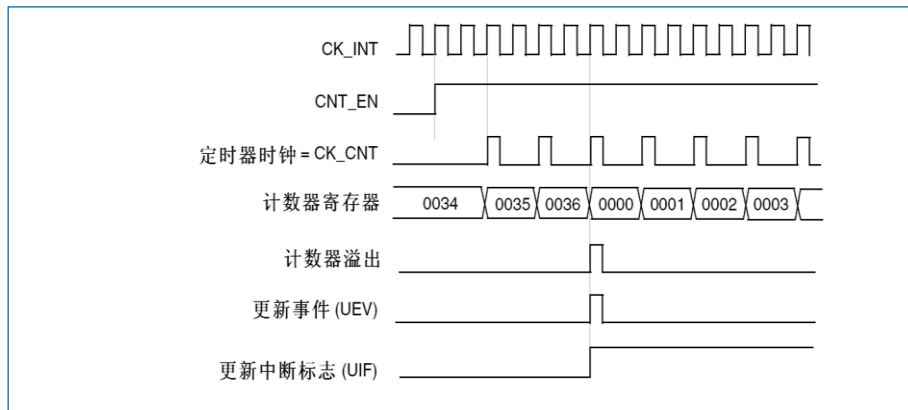 CK_INT
CNT_EN
定时器时钟 = CK_CNT
计数器寄存器 0034 0035 0036 0000 0001 0002 0003
计数器溢出
更新事件 (UEV)
更新中断标志 (UIF)